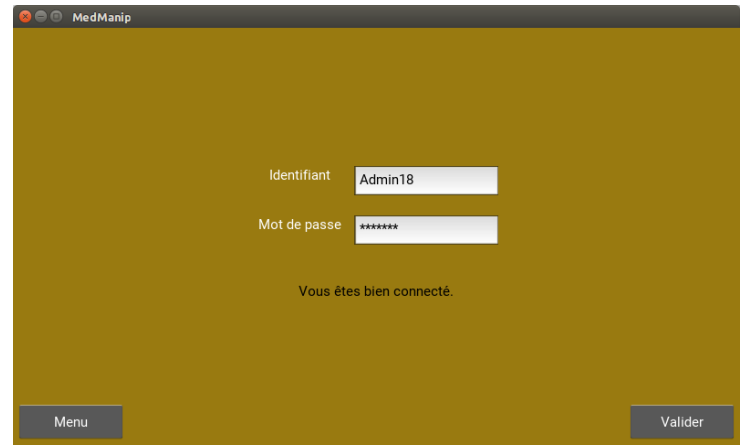 MedManip
Identifiant
Admin18
Mot de passe
*******
Vous êtes bien connecté.
Menu
Valider